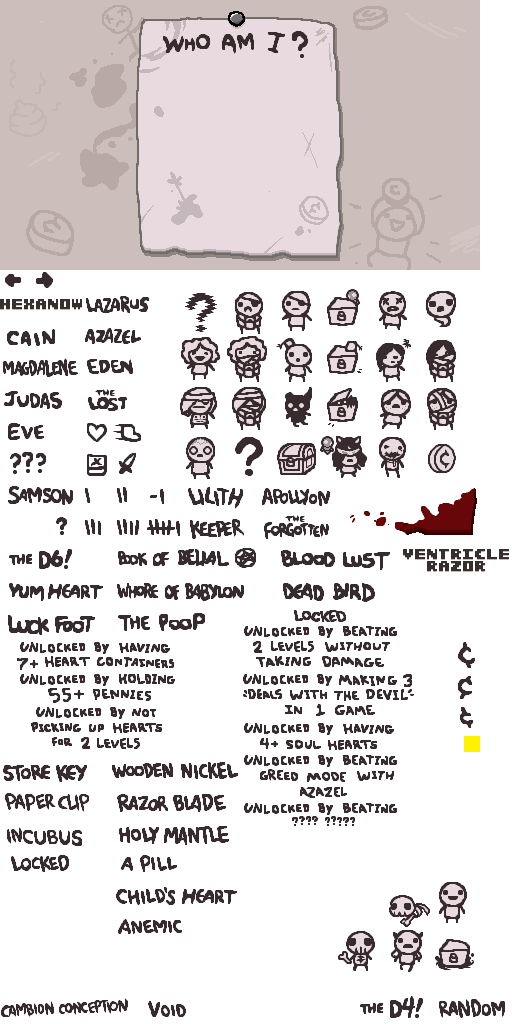 WHO AM I?
HEXANOW LAZARUS
CAIN AZAZEL
MAGDALENE EDEN
JUDAS THE LOST
EVE
???
?
SAMSON I II -I LILITH APOLLYON
? III IIII IIII-I KEEPER THE FORGOTTEN
THE D6! BOOK OF BELIAL BLOOD LUST VENTRICLE RAZOR
YUM HEART WHORE OF BABYLON DEAD BIRD
LUCK FOOT THE POOP
LOCKED
UNLOCKED BY HAVING
7+ HEART CONTAINERS
UNLOCKED BY HOLDING
55+ PENNIES
UNLOCKED BY NOT
PICKING UP HEARTS
FOR 2 LEVELS
UNLOCKED BY BEATING
2 LEVELS WITHOUT
TAKING DAMAGE
UNLOCKED BY MAKING 3
"DEALS WITH THE DEVIL"
IN 1 GAME
UNLOCKED BY HAVING
4+ SOUL HEARTS
UNLOCKED BY BEATING
GREED MODE WITH
AZAZEL
UNLOCKED BY BEATING
???? ?????
¢
¢
¢
STORE KEY WOODEN NICKEL
PAPER CLIP RAZOR BLADE
INCUBUS HOLY MANTLE
LOCKED A PILL
CHILD'S HEART
ANEMIC
CAMBION CONCEPTION VOID THE D4! RANDOM